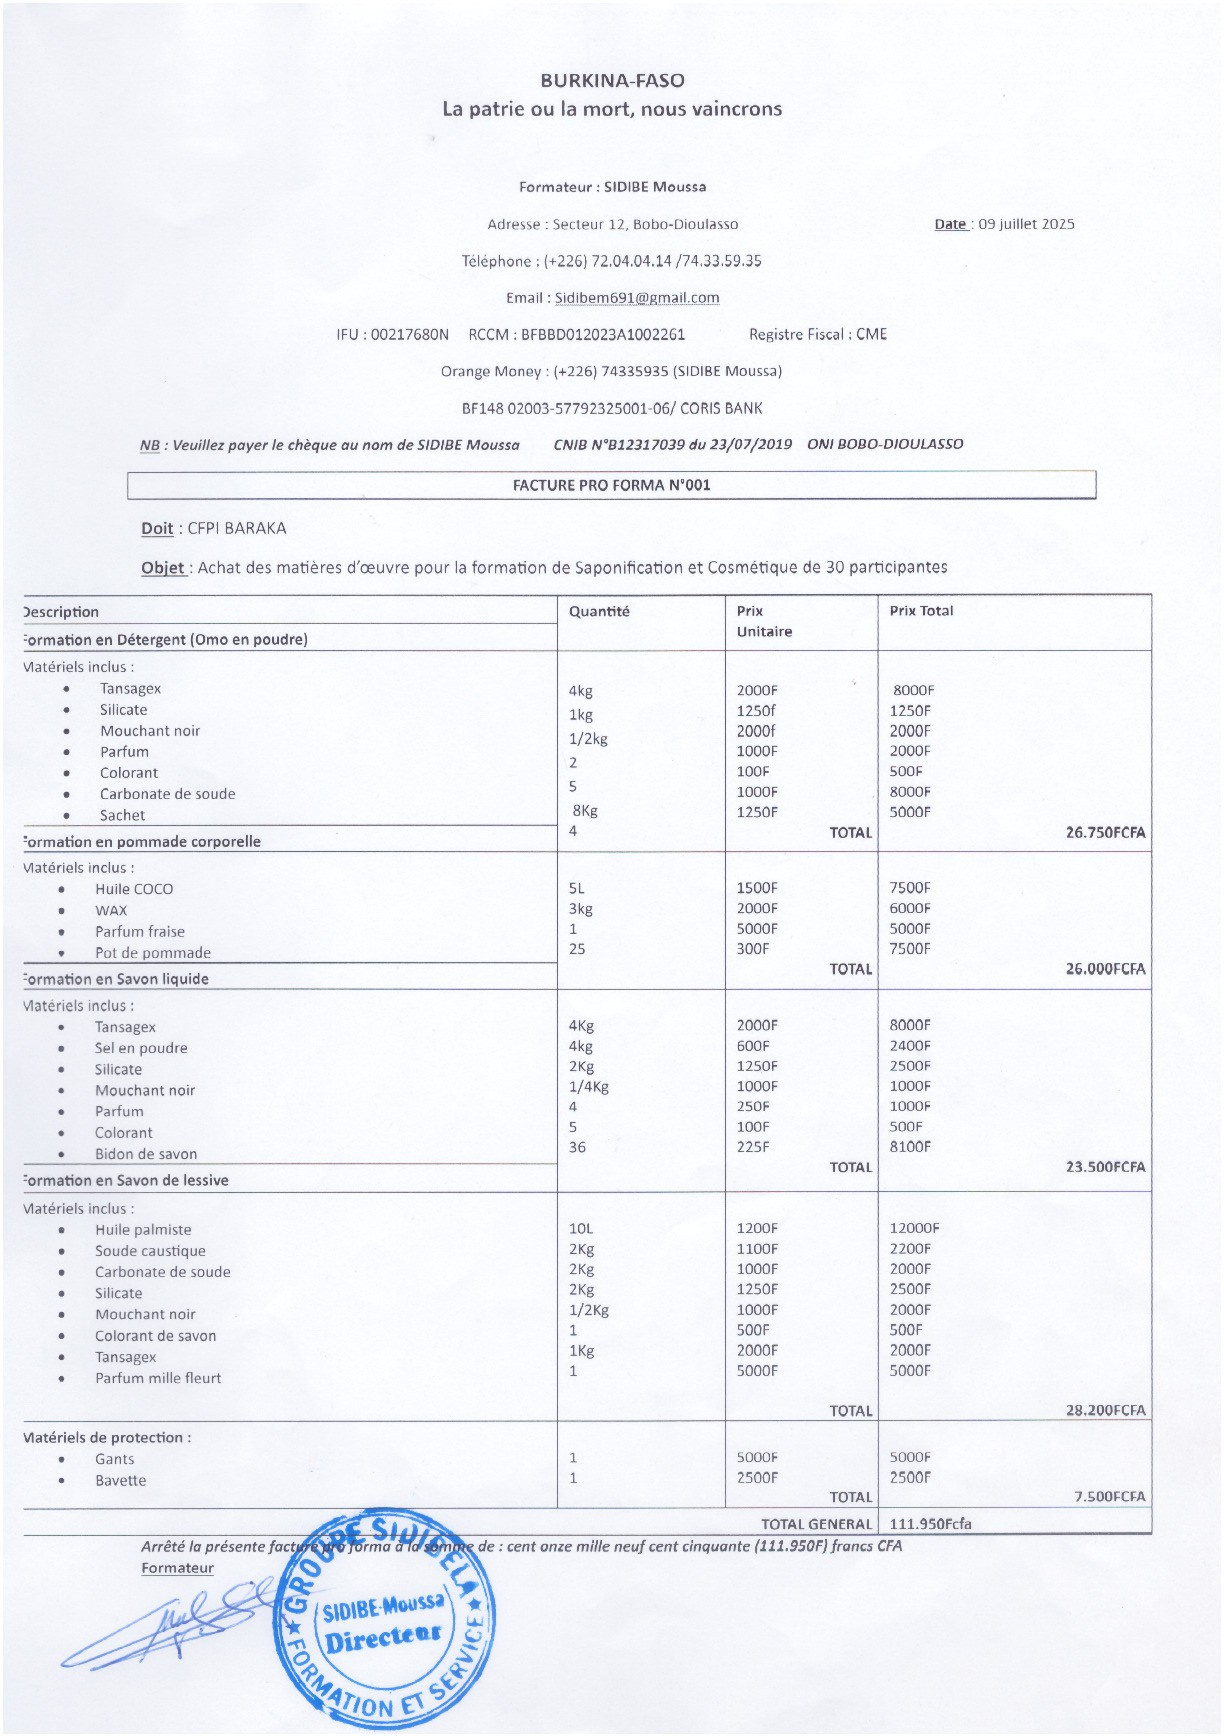 BURKINA-FASO
La patrie ou la mort, nous vaincrons
Formateur : SIDIBE Moussa
Adresse : Secteur 12, Bobo-Dioulasso Date : 09 juillet 2025
Téléphone : (+226) 72.04.04.14 /74.33.59.35
Email : Sidibem691@gmail.com
IFU : 00217680N RCCM : BFBBD012023A1002261 Registre Fiscal : CME
Orange Money : (+226) 74335935 (SIDIBE Moussa)
BF148 02003-57792325001-06/ CORIS BANK
NB : Veuillez payer le chèque au nom de SIDIBE Moussa CNIB N°B12317039 du 23/07/2019 ONI BOBO-DIOULASSO
FACTURE PRO FORMA N°001
Doit : CFPI BARAKA
Objet : Achat des matières d'œuvre pour la formation de Saponification et Cosmétique de 30 participantes
Description Quantité Prix Unitaire Prix Total
Formation en Détergent (Omo en poudre)
Matériels inclus :
• Tansagex 4kg 2000F 8000F
• Silicate 1kg 1250f 1250F
• Mouchant noir 1/2kg 2000f 2000F
• Parfum 2 1000F 2000F
• Colorant 5 100F 500F
• Carbonate de soude 8Kg 1000F 8000F
• Sachet 4 1250F 5000F
TOTAL 26.750FCFA
Formation en pommade corporelle
Matériels inclus :
• Huile COCO 5L 1500F 7500F
• WAX 3kg 2000F 6000F
• Parfum fraise 1 5000F 5000F
• Pot de pommade 25 300F 7500F
TOTAL 26.000FCFA
Formation en Savon liquide
Matériels inclus :
• Tansagex 4Kg 2000F 8000F
• Sel en poudre 4kg 600F 2400F
• Silicate 2Kg 1250F 2500F
• Mouchant noir 1/4Kg 1000F 1000F
• Parfum 4 250F 1000F
• Colorant 5 100F 500F
• Bidon de savon 36 225F 8100F
TOTAL 23.500FCFA
Formation en Savon de lessive
Matériels inclus :
• Huile palmiste 10L 1200F 12000F
• Soude caustique 2Kg 1100F 2200F
• Carbonate de soude 2Kg 1000F 2000F
• Silicate 2Kg 1250F 2500F
• Mouchant noir 1/2Kg 1000F 2000F
• Colorant de savon 1 500F 500F
• Tansagex 1Kg 2000F 2000F
• Parfum mille fleurt 1 5000F 5000F
TOTAL 28.200FCFA
Matériels de protection :
• Gants 1 5000F 5000F
• Bavette 1 2500F 2500F
TOTAL 7.500FCFA
TOTAL GENERAL 111.950Fcfa
Arrêté la présente facture pro forma à la somme de : cent onze mille neuf cent cinquante (111.950F) francs CFA
Formateur
GROUPE SIDIBELA
SIDIBE Moussa
Directeur
FORMATION ET SERVICE